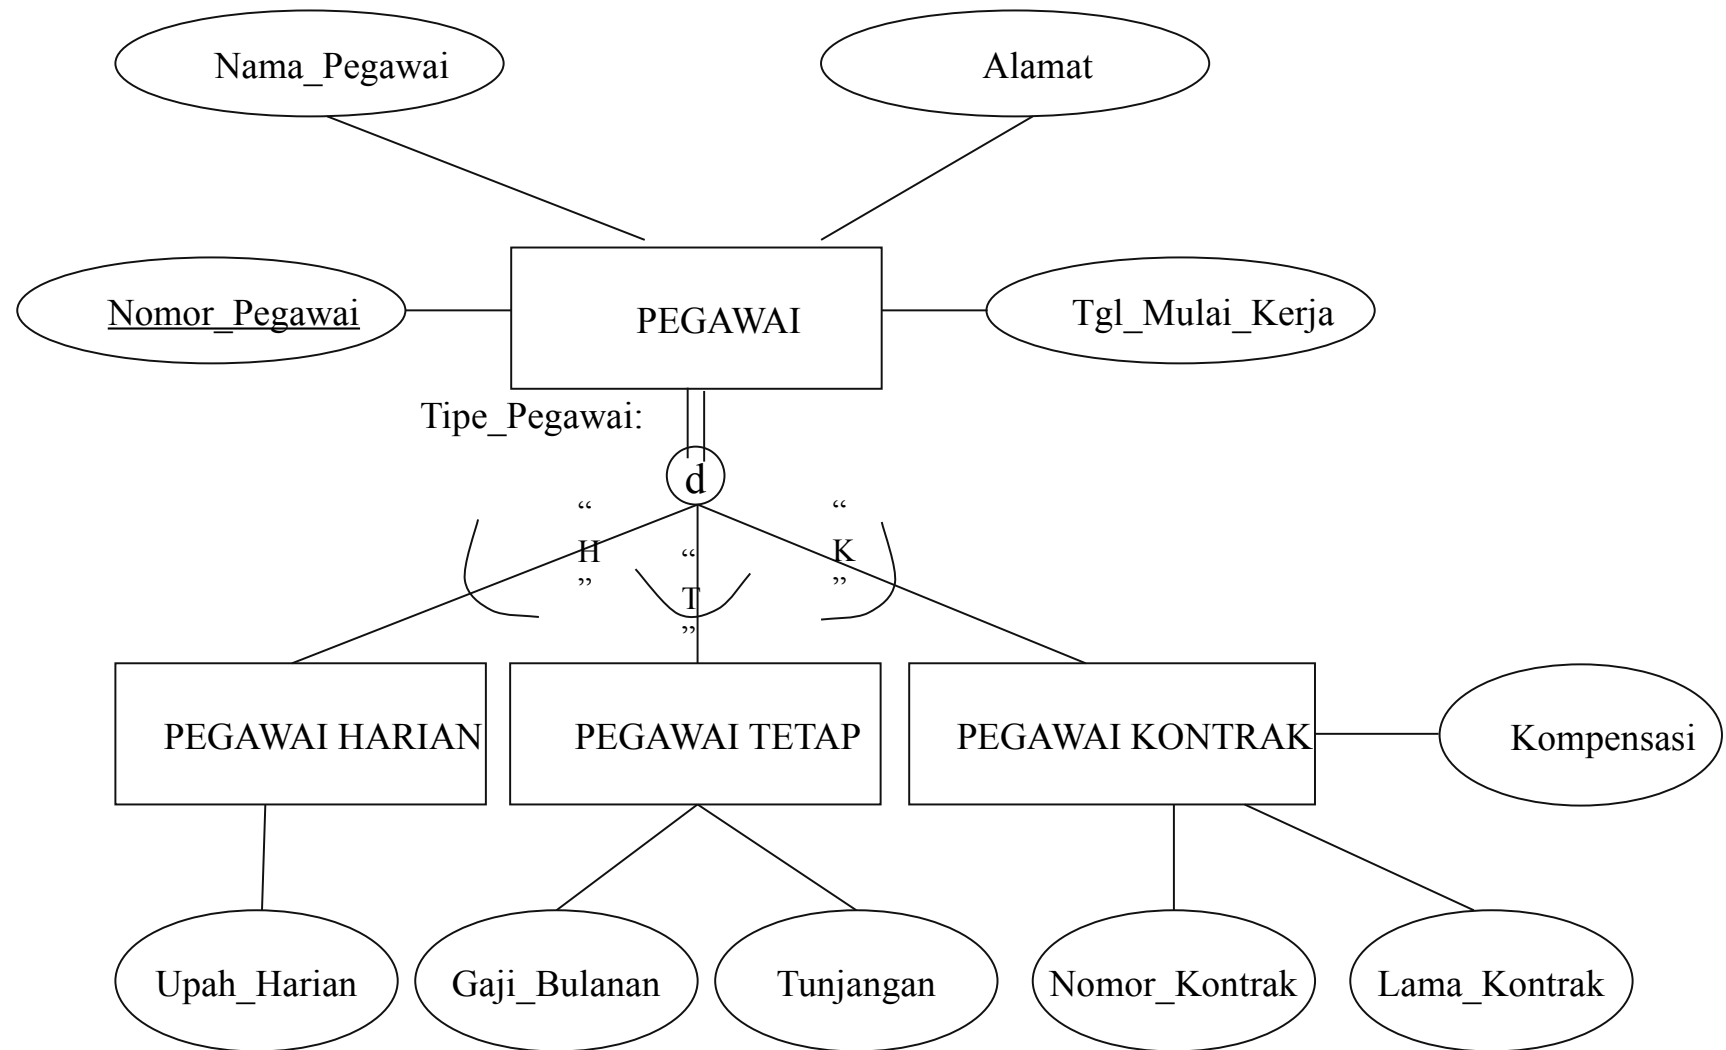 Nama_Pegawai
Alamat
Nomor_Pegawai
PEGAWAI
Tgl_Mulai_Kerja
Tipe_Pegawai:
d
“
H
”
“
T
”
“
K
”
PEGAWAI HARIAN
PEGAWAI TETAP
PEGAWAI KONTRAK
Kompensasi
Upah_Harian
Gaji_Bulanan
Tunjangan
Nomor_Kontrak
Lama_Kontrak